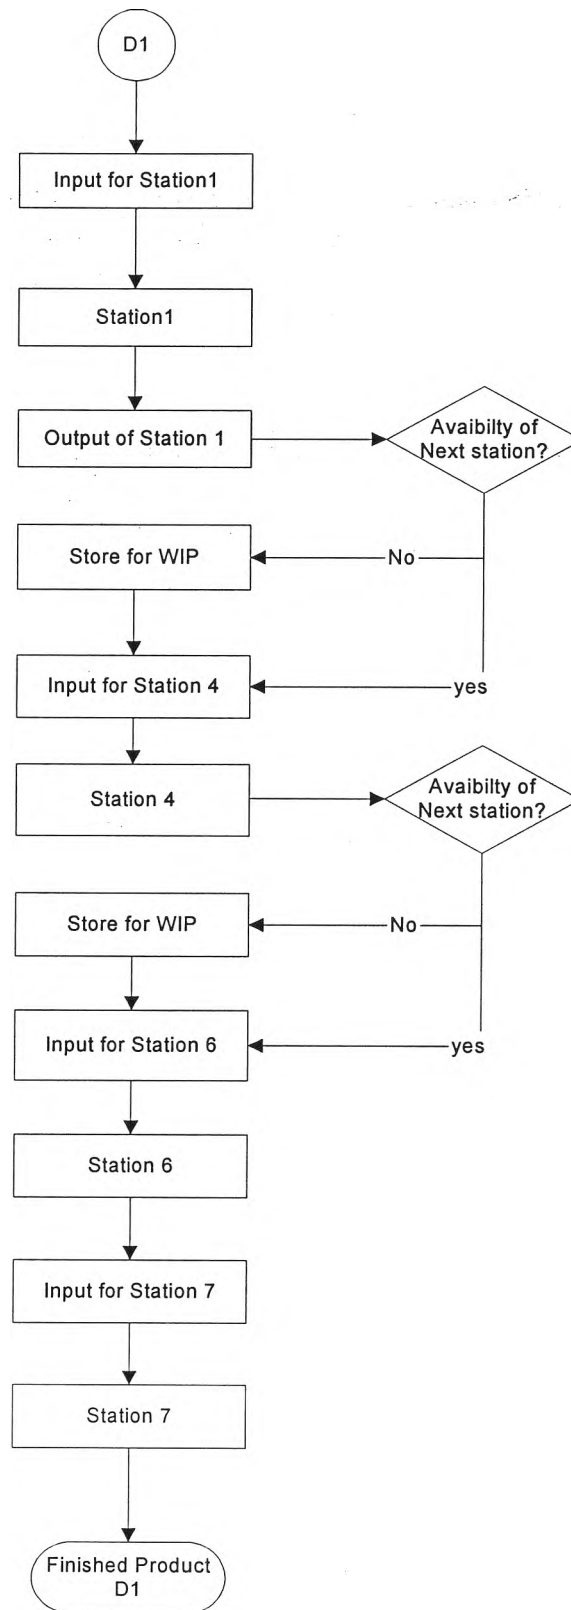 D1
Input for Station1
Station1
Output of Station 1
Avaibilty of
Next station?
Store for WIP
No
Input for Station 4
yes
Station 4
Avaibilty of
Next station?
Store for WIP
No
Input for Station 6
yes
Station 6
Input for Station 7
Station 7
Finished Product
D1